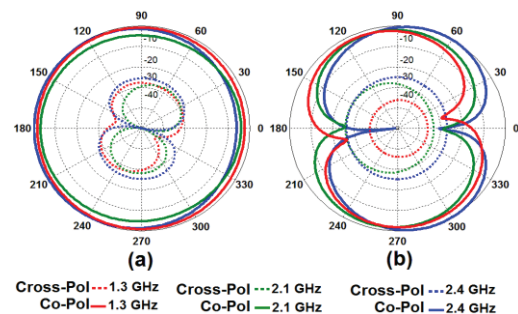 90 90
120 60 120 60
-10 -10
150 -20 30 150 -20 30
-30 -30
-40 -40
180 0 180 0
210 330 210 330
240 300 240 300
270 270
(a) (b)
Cross-Pol 1.3 GHz Cross-Pol 2.1 GHz Cross-Pol 2.4 GHz
Co-Pol 1.3 GHz Co-Pol 2.1 GHz Co-Pol 2.4 GHz